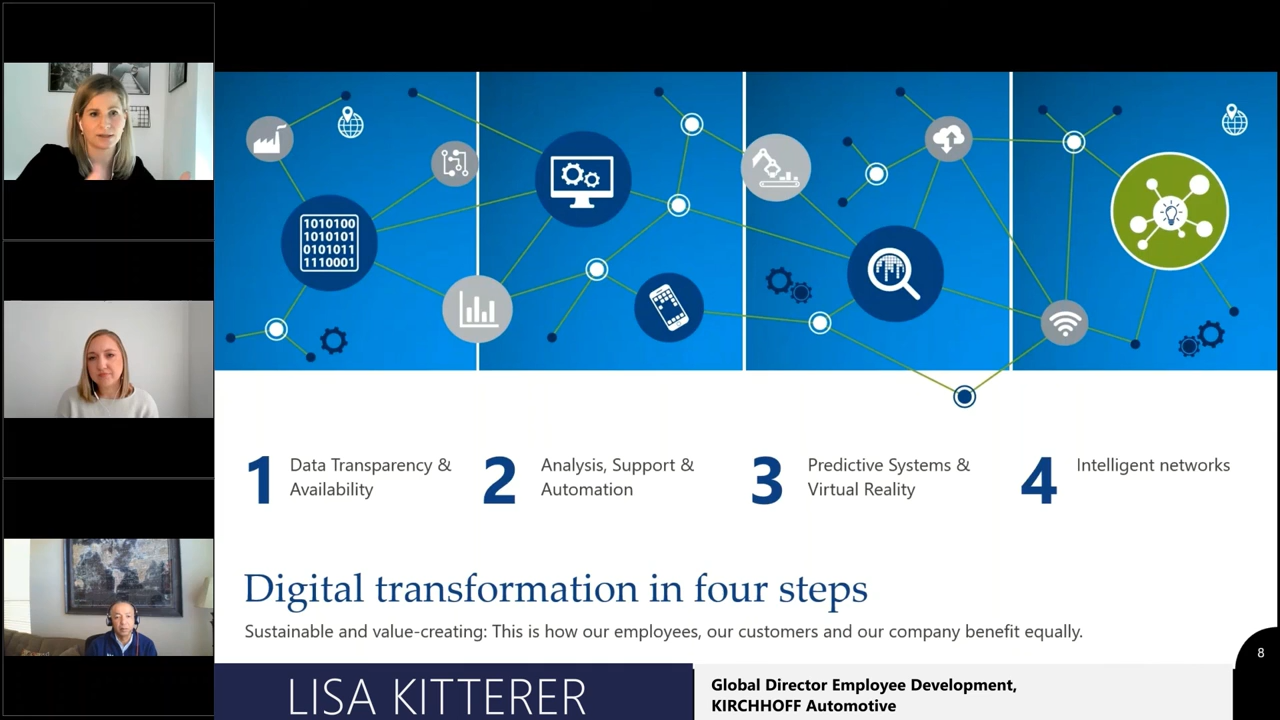 1010100
1010101
0101011
1110001
1 Data Transparency &
Availability
2 Analysis, Support &
Automation
3 Predictive Systems &
Virtual Reality
4 Intelligent networks
Digital transformation in four steps
Sustainable and value-creating: This is how our employees, our customers and our company benefit equally.
8
LISA KITTERER
Global Director Employee Development,
KIRCHHOFF Automotive